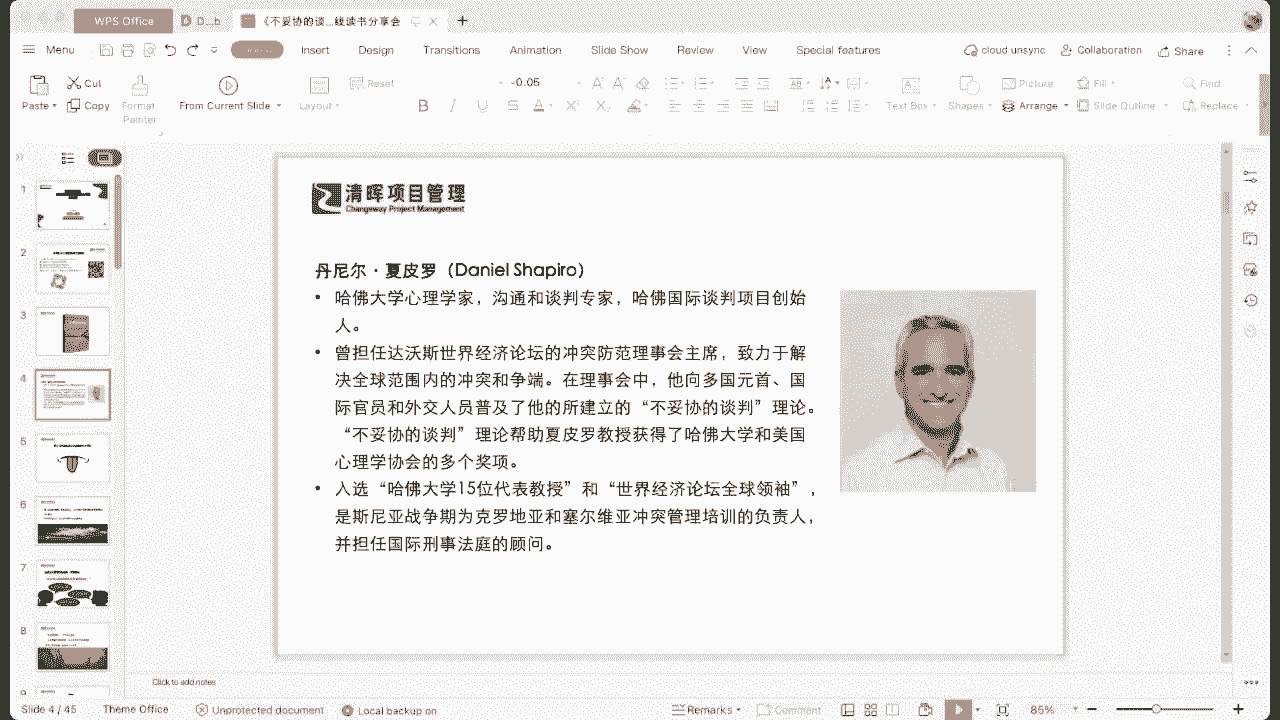 WPS Office
D...b
《不妥协的谈...线读书分享会
Menu
Insert
Design
Transitions
Animation
Slide Show
Review
View
Special features
cloud unsync
Collaboration
Share
Paste
Cut
Copy
Format Painter
From Current Slide
Layout
Reset
-0.05
Text Box
Shapes
Picture
Arrange
Fill
Find
1
2
3
4
5
6
7
8
9
清晖项目管理
Changeway Project Management
丹尼尔·夏皮罗（Daniel Shapiro）
• 哈佛大学心理学家，沟通和谈判专家，哈佛国际谈判项目创始
人。
• 曾担任达沃斯世界经济论坛的冲突防范理事会主席，致力于解
决全球范围内的冲突和争端。在理事会中，他向多国元首、国
际官员和外交人员普及了他的所建立的“不妥协的谈判”理论。
“不妥协的谈判”理论帮助夏皮罗教授获得了哈佛大学和美国
心理学协会的多个奖项。
• 入选“哈佛大学15位代表教授”和“世界经济论坛全球领袖”，
是斯尼亚战争期为克罗地亚和塞尔维亚冲突管理培训的负责人，
并担任国际刑事法庭的顾问。
Click to add notes
Slide 4 / 45
Theme Office
Unprotected document
Local backup on
Remarks
Comment
85%